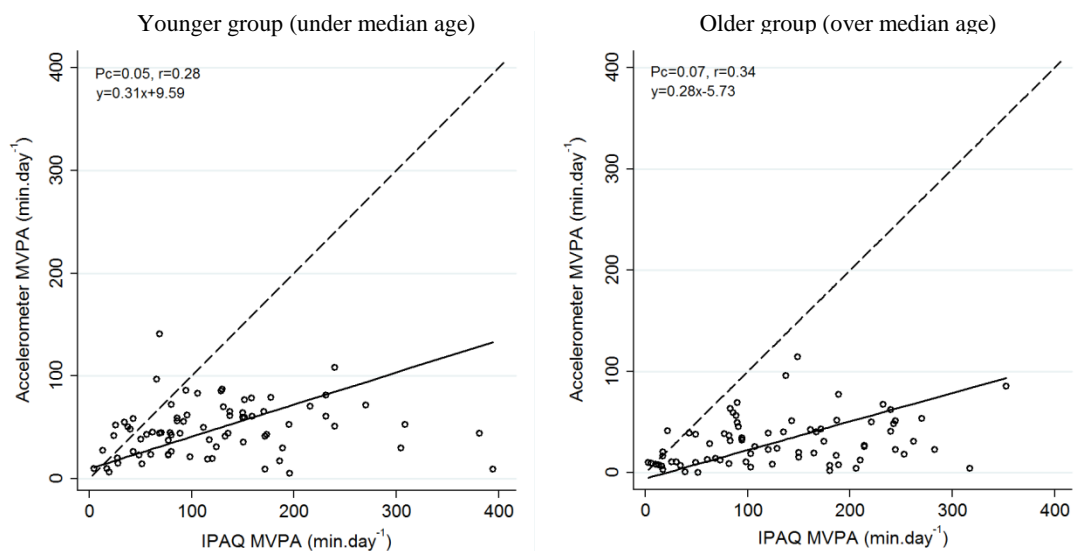 Younger group (under median age)
Pc=0.05, r=0.28
y=0.31x+9.59
400
300
200
100
0
Accelerometer MVPA (min.day⁻¹)
0 100 200 300 400
IPAQ MVPA (min.day⁻¹)
Older group (over median age)
Pc=0.07, r=0.34
y=0.28x-5.73
400
300
200
100
0
Accelerometer MVPA (min.day⁻¹)
0 100 200 300 400
IPAQ MVPA (min.day⁻¹)